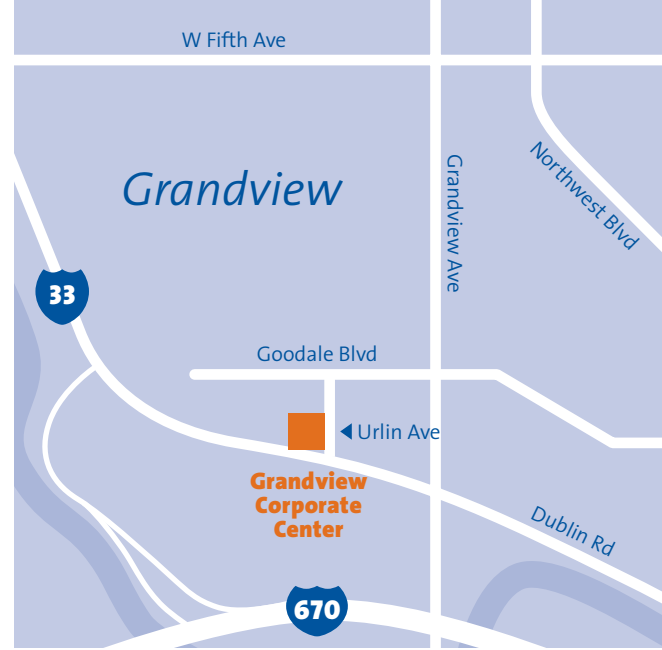 W Fifth Ave
Grandview
Grandview Ave
Northwest Blvd
33
Goodale Blvd
Urlin Ave
Grandview
Corporate
Center
Dublin Rd
670